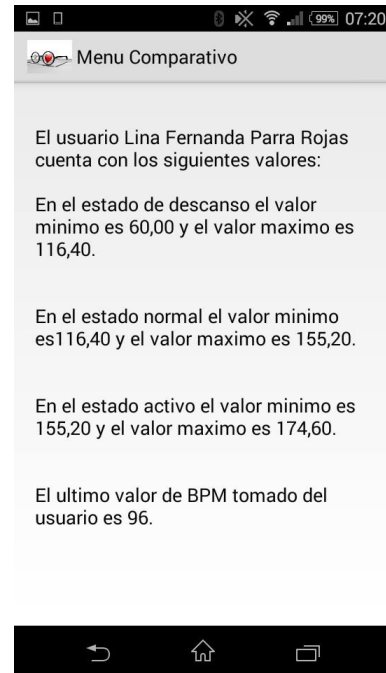 99% 07:20
Menu Comparativo
El usuario Lina Fernanda Parra Rojas
cuenta con los siguientes valores:
En el estado de descanso el valor
minimo es 60,00 y el valor maximo es
116,40.
En el estado normal el valor minimo
es116,40 y el valor maximo es 155,20.
En el estado activo el valor minimo es
155,20 y el valor maximo es 174,60.
El ultimo valor de BPM tomado del
usuario es 96.